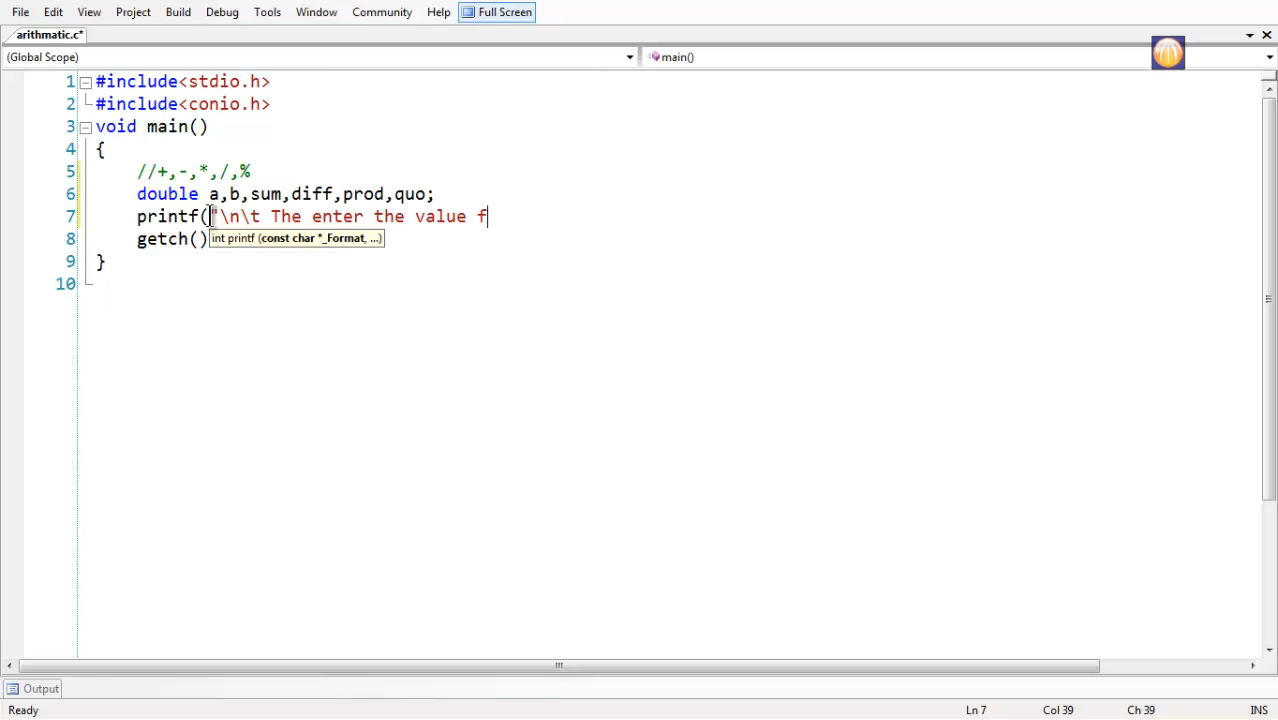 File Edit View Project Build Debug Tools Window Community Help Full Screen
arithmatic.c*
(Global Scope) main()
1 #include<stdio.h>
2 #include<conio.h>
3 void main()
4 {
5 //+,-,*,/,%
6 double a,b,sum,diff,prod,quo;
7 printf("\n\t The enter the value f
8 getch()
int printf (const char *_Format, ...)
9 }
10
Output
Ready Ln 7 Col 39 Ch 39 INS